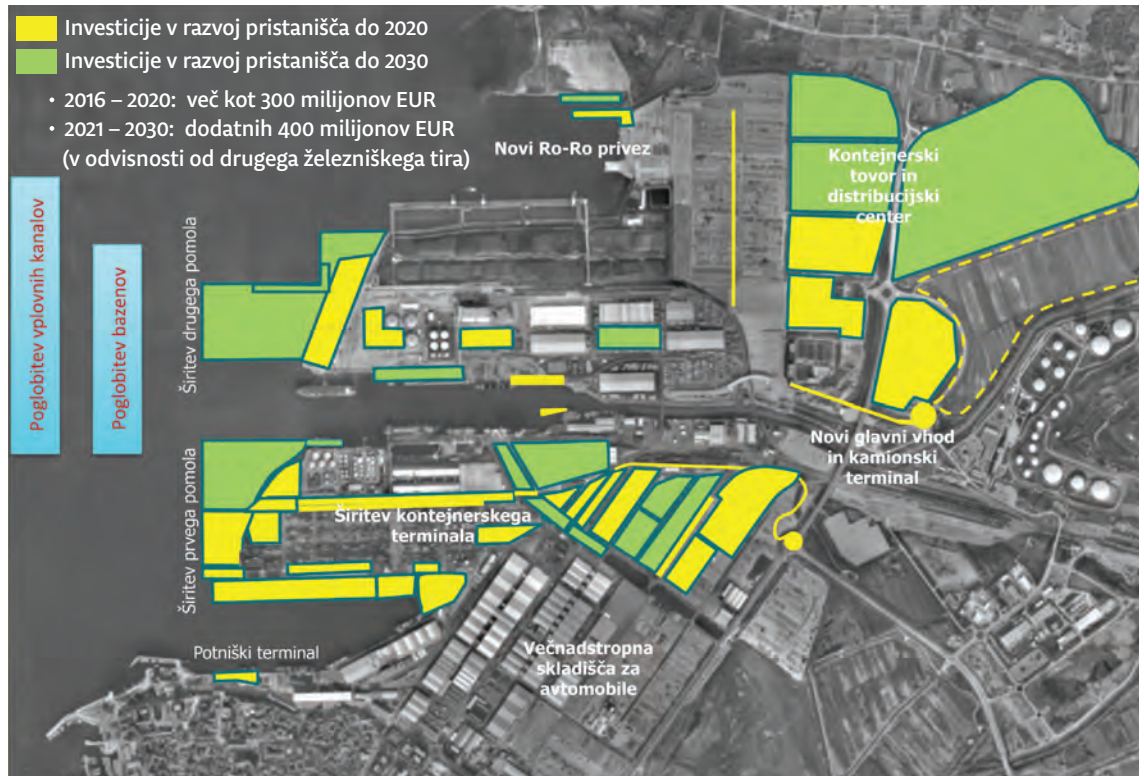 Investicije v razvoj pristanišča do 2020
Investicije v razvoj pristanišča do 2030
• 2016 – 2020: več kot 300 milijonov EUR
• 2021 – 2030: dodatnih 400 milijonov EUR
(v odvisnosti od drugega železniškega tira)
Novi Ro-Ro privez
Kontejnerski
tovor in
distribucijski
center
Poglobitev vplovnih kanalov
Poglobitev bazenov
Širitev drugega pomola
Novi glavni vhod
in kamionski
terminal
Širitev kontejnerskega
terminala
Širitev prvega pomola
Potniški terminal
Večnadstropna
skladišča za
avtomobile